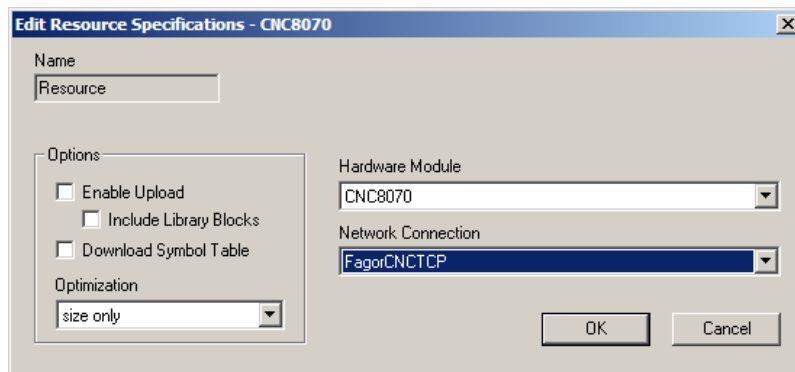 Edit Resource Specifications - CNC8070
Name
Resource
Options
Enable Upload
Include Library Blocks
Download Symbol Table
Optimization
size only
Hardware Module
CNC8070
Network Connection
FagorCNCTCP
OK
Cancel